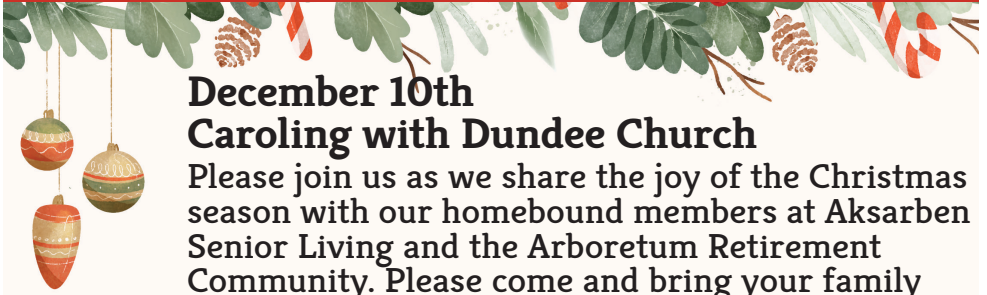 December 10th
Caroling with Dundee Church
Please join us as we share the joy of the Christmas
season with our homebound members at Aksarben
Senior Living and the Arboretum Retirement
Community. Please come and bring your family